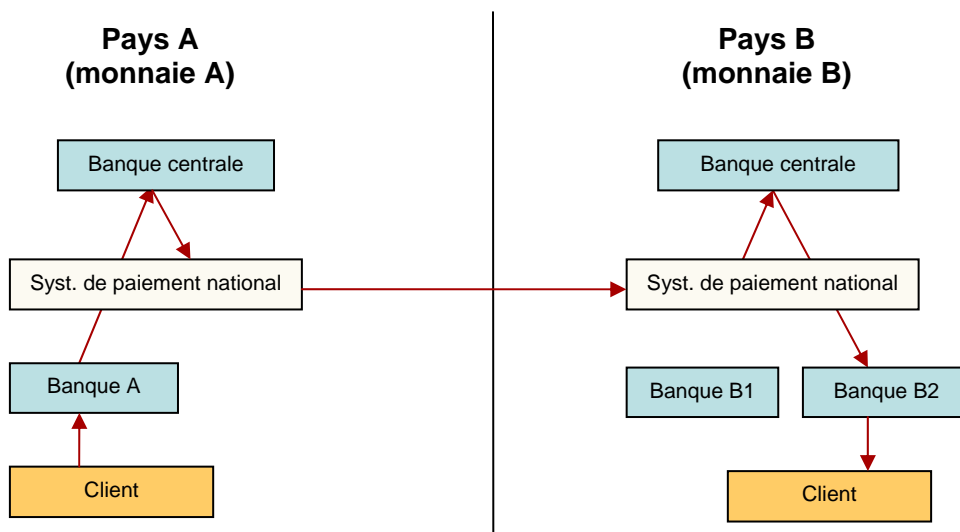 Pays A
(monnaie A)
Pays B
(monnaie B)
Banque centrale
Banque centrale
Syst. de paiement national
Syst. de paiement national
Banque A
Banque B1
Banque B2
Client
Client